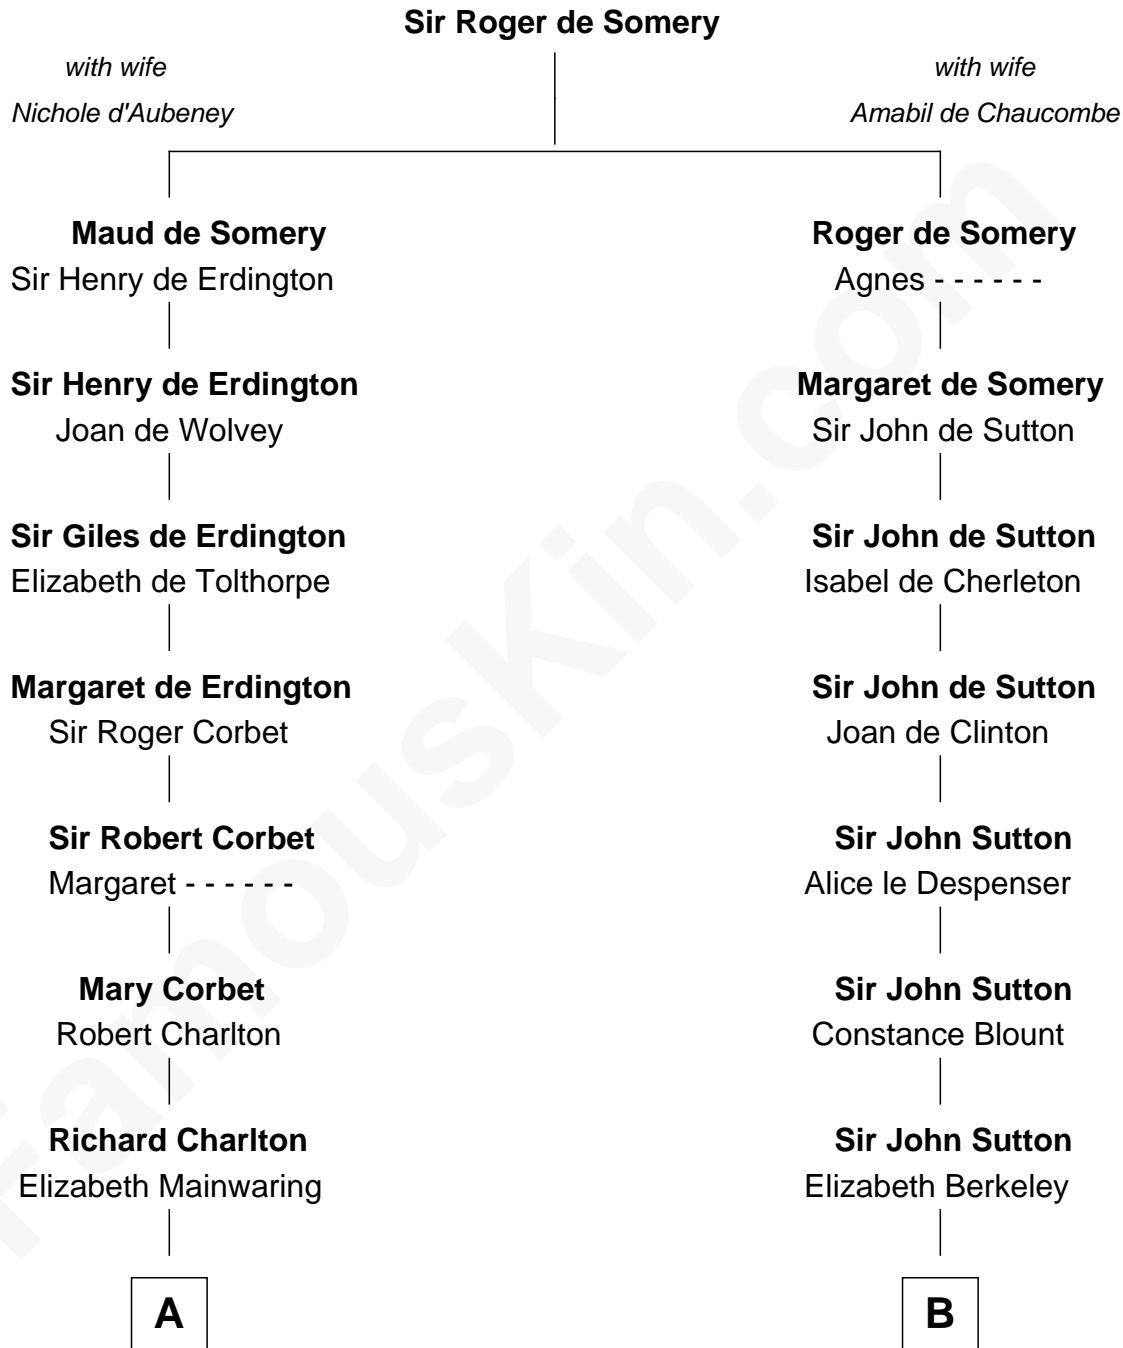 Sir Roger de Somery
with wife
Nichole d'Aubeney
with wife
Amabil de Chaucombe
Maud de Somery
Sir Henry de Erdington
Roger de Somery
Agnes - - - - - -
Sir Henry de Erdington
Joan de Wolvey
Margaret de Somery
Sir John de Sutton
Sir Giles de Erdington
Elizabeth de Tolthorpe
Sir John de Sutton
Isabel de Cherleton
Margaret de Erdington
Sir Roger Corbet
Sir John de Sutton
Joan de Clinton
Sir Robert Corbet
Margaret - - - - - -
Sir John Sutton
Alice le Despenser
Mary Corbet
Robert Charlton
Sir John Sutton
Constance Blount
Richard Charlton
Elizabeth Mainwaring
Sir John Sutton
Elizabeth Berkeley
A
B
FamousKin.com